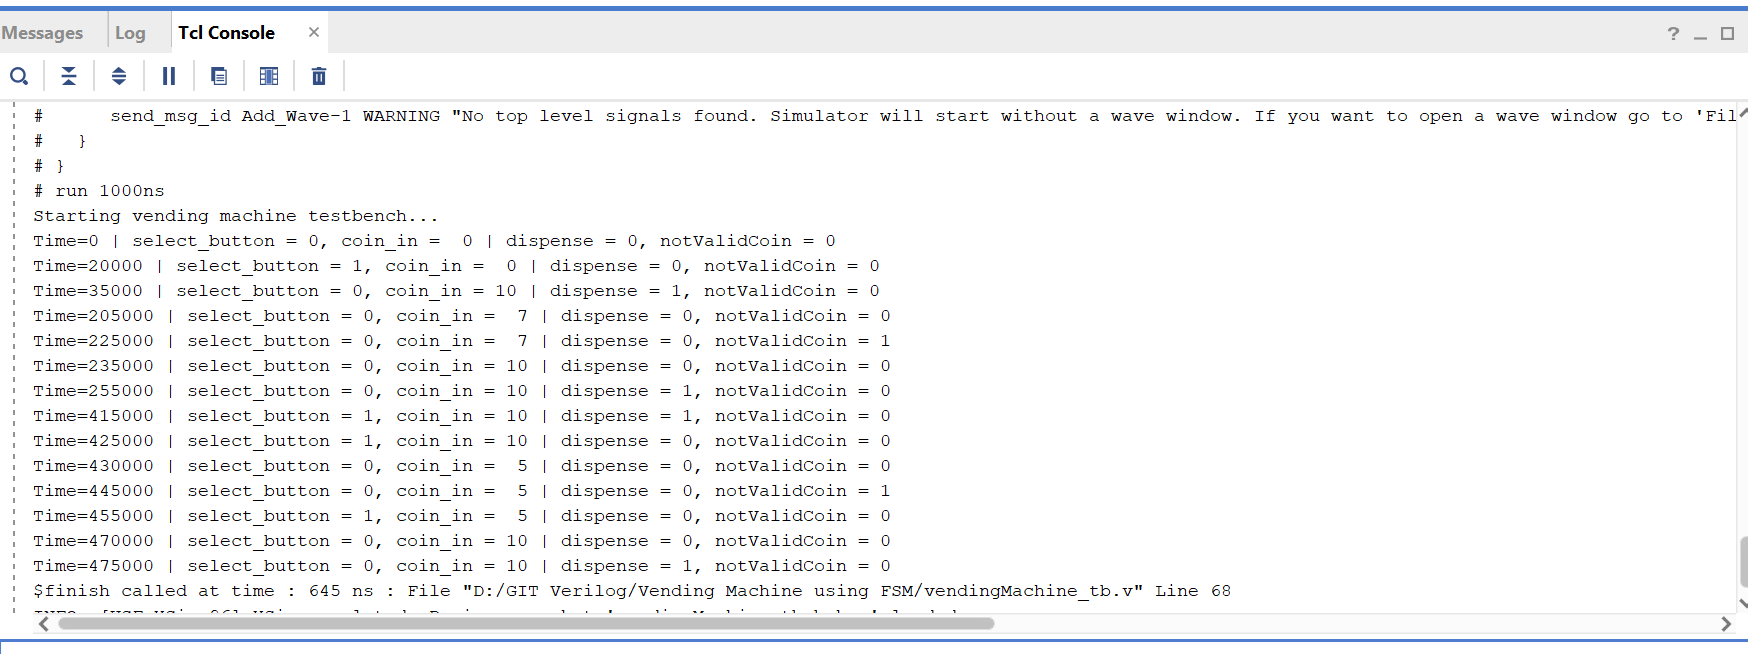 Messages Log Tcl Console × ?
# send_msg_id Add_Wave-1 WARNING "No top level signals found. Simulator will start without a wave window. If you want to open a wave window go to 'Fil
# }
# }
# run 1000ns
Starting vending machine testbench...
Time=0 | select_button = 0, coin_in =  0 | dispense = 0, notValidCoin = 0
Time=20000 | select_button = 1, coin_in =  0 | dispense = 0, notValidCoin = 0
Time=35000 | select_button = 0, coin_in = 10 | dispense = 1, notValidCoin = 0
Time=205000 | select_button = 0, coin_in =  7 | dispense = 0, notValidCoin = 0
Time=225000 | select_button = 0, coin_in =  7 | dispense = 0, notValidCoin = 1
Time=235000 | select_button = 0, coin_in = 10 | dispense = 0, notValidCoin = 0
Time=255000 | select_button = 0, coin_in = 10 | dispense = 1, notValidCoin = 0
Time=415000 | select_button = 1, coin_in = 10 | dispense = 1, notValidCoin = 0
Time=425000 | select_button = 1, coin_in = 10 | dispense = 0, notValidCoin = 0
Time=430000 | select_button = 0, coin_in =  5 | dispense = 0, notValidCoin = 0
Time=445000 | select_button = 0, coin_in =  5 | dispense = 0, notValidCoin = 1
Time=455000 | select_button = 1, coin_in =  5 | dispense = 0, notValidCoin = 0
Time=470000 | select_button = 0, coin_in = 10 | dispense = 0, notValidCoin = 0
Time=475000 | select_button = 0, coin_in = 10 | dispense = 1, notValidCoin = 0
$finish called at time : 645 ns : File "D:/GIT Verilog/Vending Machine using FSM/vendingMachine_tb.v" Line 68